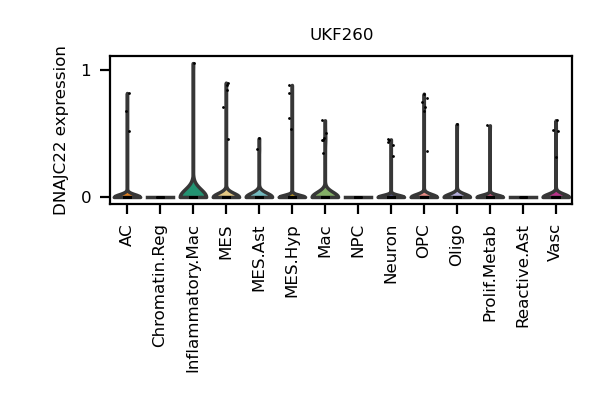 UKF260
DNAJC22 expression
1
0
AC
Chromatin.Reg
Inflammatory.Mac
MES
MES.Ast
MES.Hyp
Mac
NPC
Neuron
OPC
Oligo
Prolif.Metab
Reactive.Ast
Vasc